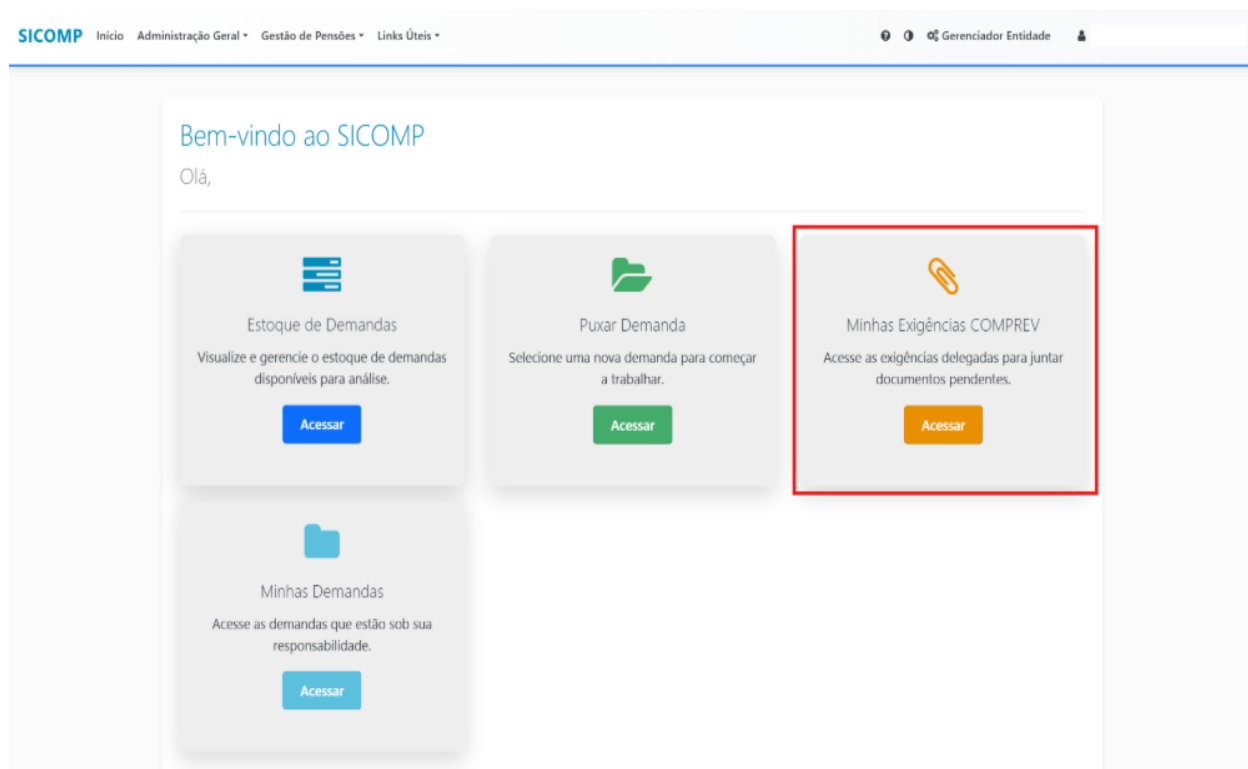 SICOMP Início Administração Geral Gestão de Pensões Links Úteis Gerenciador Entidade
Bem-vindo ao SICOMP
Olá,
Estoque de Demandas
Visualize e gerencie o estoque de demandas
disponíveis para análise.
Acessar
Puxar Demanda
Selecione uma nova demanda para começar
a trabalhar.
Acessar
Minhas Exigências COMPREV
Acesse as exigências delegadas para juntar
documentos pendentes.
Acessar
Minhas Demandas
Acesse as demandas que estão sob sua
responsabilidade.
Acessar